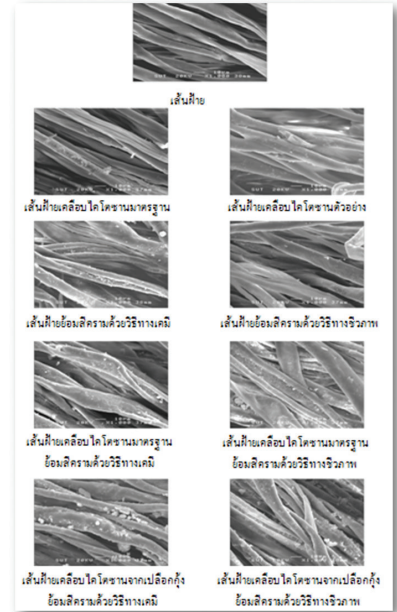 เส้นฝ้าย
เส้นฝ้ายเคลือบไคโตซานมาตรฐาน
เส้นฝ้ายเคลือบไคโตซานตัวอย่าง
เส้นฝ้ายย้อมสีครามด้วยวิธีทางเคมี
เส้นฝ้ายย้อมสีครามด้วยวิธีทางชีวภาพ
เส้นฝ้ายเคลือบไคโตซานมาตรฐาน
ย้อมสีครามด้วยวิธีทางเคมี
เส้นฝ้ายเคลือบไคโตซานมาตรฐาน
ย้อมสีครามด้วยวิธีทางชีวภาพ
เส้นฝ้ายเคลือบไคโตซานจากเปลือกกุ้ง
ย้อมสีครามด้วยวิธีทางเคมี
เส้นฝ้ายเคลือบไคโตซานจากเปลือกกุ้ง
ย้อมสีครามด้วยวิธีทางชีวภาพ